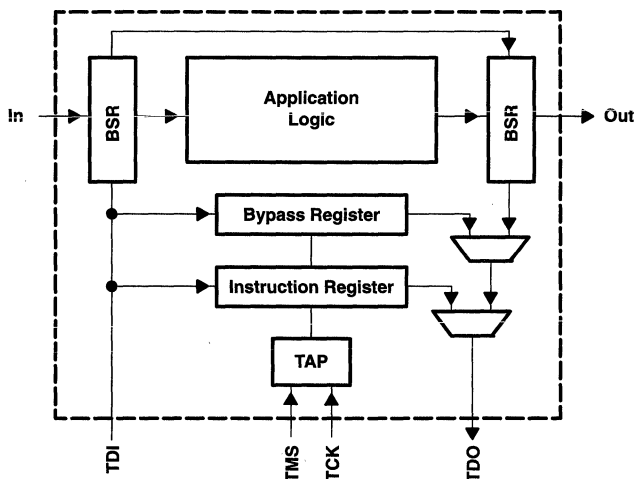 In
BSR
Application
Logic
BSR
Out
Bypass Register
Instruction Register
TAP
TDI
TMS
TCK
TDO